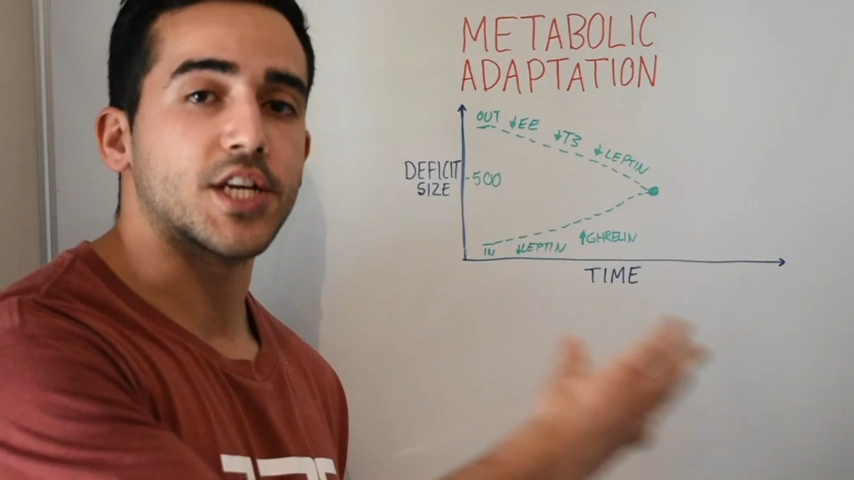 METABOLIC
ADAPTATION
OUT ↓EE ↓T3 ↓LEPTIN
DEFICIT
SIZE
500
IN ↓LEPTIN ↑GHRELIN
TIME